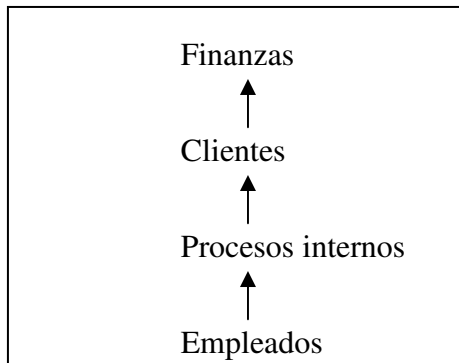 Finanzas
Clientes
Procesos internos
Empleados